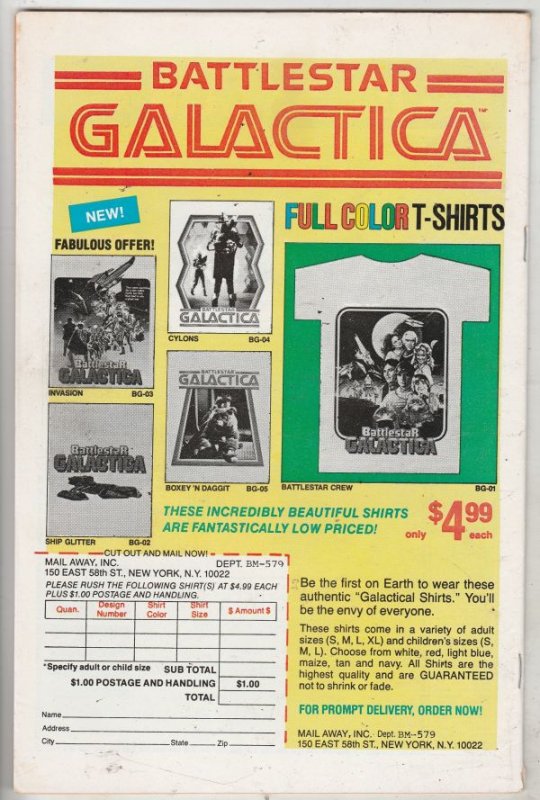 BATTLESTAR
GALACTICA™
NEW!
FABULOUS OFFER!
FULL COLOR T-SHIRTS
BattlestaR
GALACTICA
INVASION BG-03
BATTLESTAR
GALACTICA
CYLONS BG-04
BattlestaR
GALACTICA
SHIP GLITTER BG-02
BATTLESTAR
GALACTICA
BOXEY 'N DAGGIT BG-05
BattlestaR
GALACTICA
BATTLESTAR CREW BG-01
THESE INCREDIBLY BEAUTIFUL SHIRTS
ARE FANTASTICALLY LOW PRICED!
only $4.99 each
CUT OUT AND MAIL NOW!
MAIL AWAY, INC. DEPT. BM-579
150 EAST 58th ST., NEW YORK, N.Y. 10022
PLEASE RUSH THE FOLLOWING SHIRT(S) AT $4.99 EACH
PLUS $1.00 POSTAGE AND HANDLING.
Quan. Design Number Shirt Color Shirt Size $ Amount $
*Specify adult or child size SUB TOTAL
$1.00 POSTAGE AND HANDLING $1.00
TOTAL
Name
Address
City State Zip
Be the first on Earth to wear these
authentic "Galactical Shirts." You'll
be the envy of everyone.
These shirts come in a variety of adult
sizes (S, M, L, XL) and children's sizes (S,
M, L). Choose from white, red, light blue,
maize, tan and navy. All Shirts are the
highest quality and are GUARANTEED
not to shrink or fade.
FOR PROMPT DELIVERY, ORDER NOW!
MAIL AWAY, INC. Dept. BM-579
150 EAST 58th ST., NEW YORK, N.Y. 10022